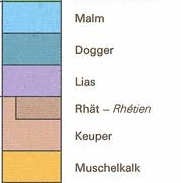 Malm
Dogger
Lias
Rhät – Rhétien
Keuper
Muschelkalk